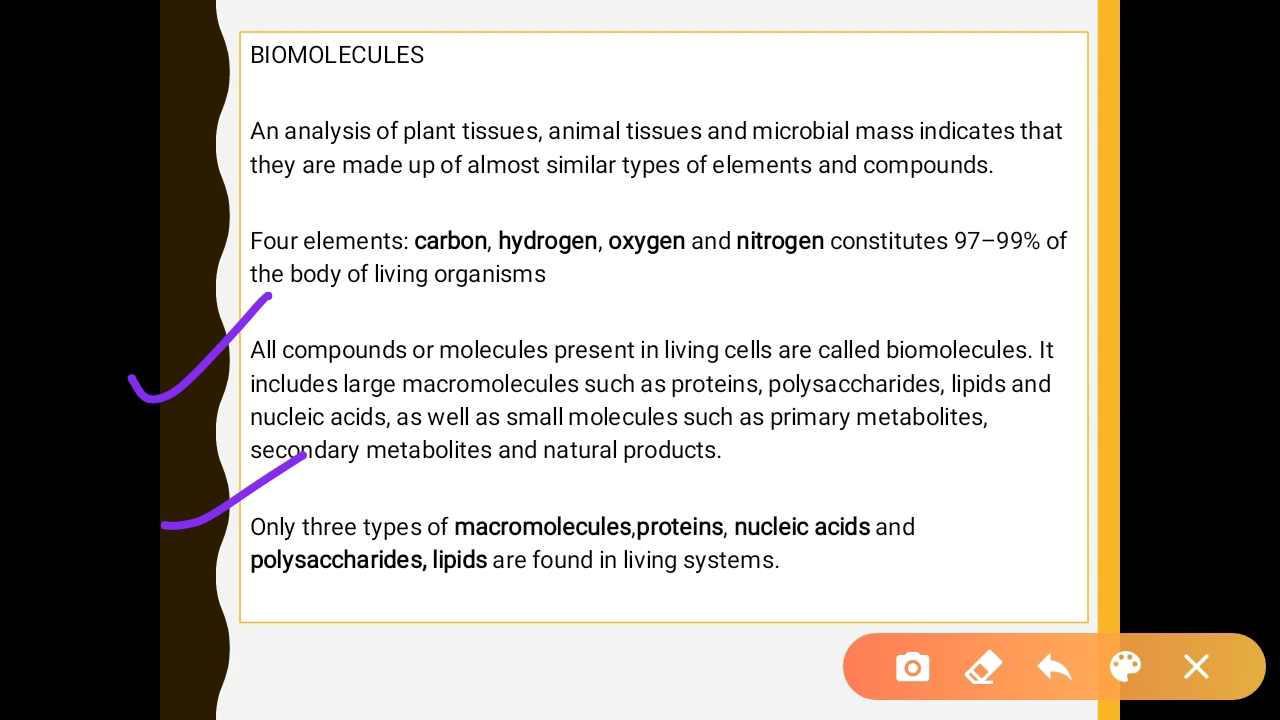 BIOMOLECULES
An analysis of plant tissues, animal tissues and microbial mass indicates that
they are made up of almost similar types of elements and compounds.
Four elements: carbon, hydrogen, oxygen and nitrogen constitutes 97–99% of
the body of living organisms
All compounds or molecules present in living cells are called biomolecules. It
includes large macromolecules such as proteins, polysaccharides, lipids and
nucleic acids, as well as small molecules such as primary metabolites,
secondary metabolites and natural products.
Only three types of macromolecules,proteins, nucleic acids and
polysaccharides, lipids are found in living systems.